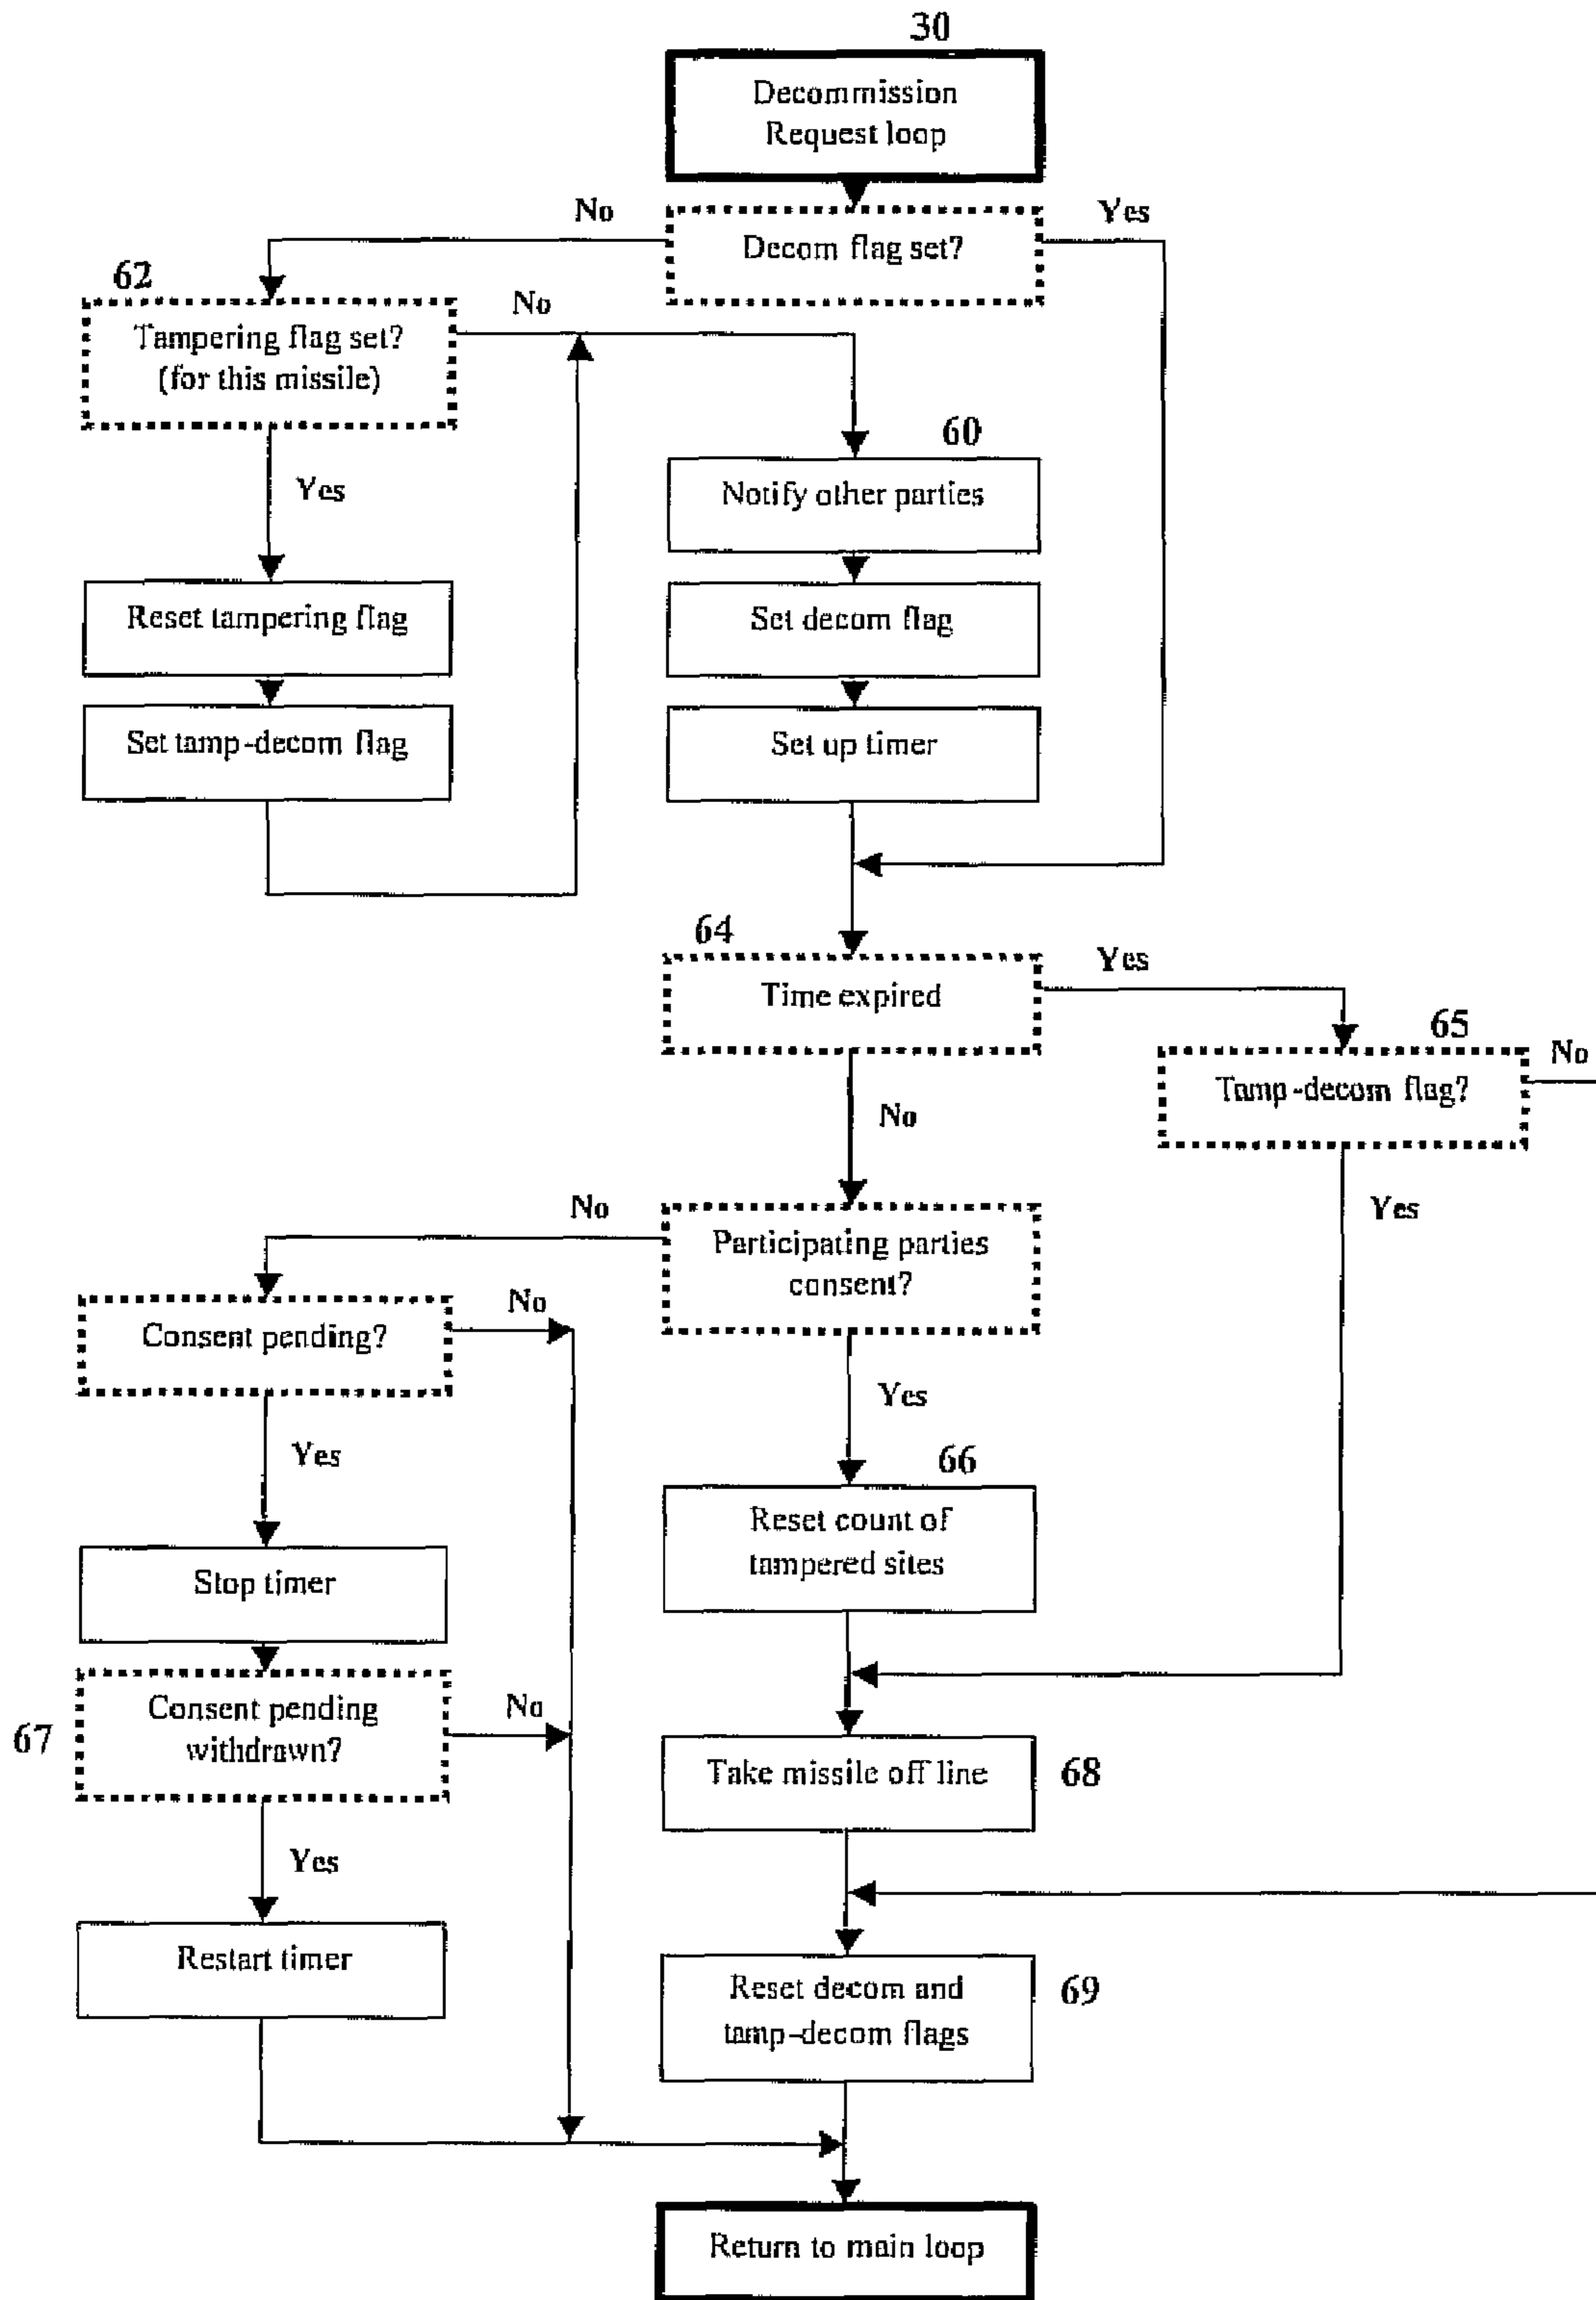 30
Decommission
Request loop
No
Decom flag set?
Yes
62
Tampering flag set?
(for this missile)
No
60
Notify other parties
Yes
Reset tampering flag
Set decom flag
Set tamp-decom flag
Set up timer
64
Time expired
Yes
65
Tamp-decom flag?
No
No
Yes
No
Participating parties
consent?
Consent pending?
No
Yes
Yes
66
Reset count of
tampered sites
Stop timer
67
Consent pending
withdrawn?
No
Take missile off line
68
Yes
Restart timer
Reset decom and
tamp-decom flags
69
Return to main loop